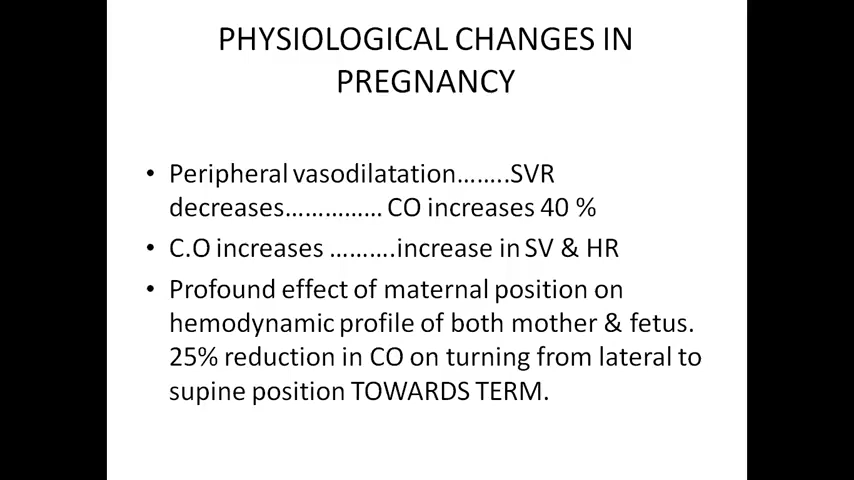 PHYSIOLOGICAL CHANGES IN
PREGNANCY
• Peripheral vasodilatation……..SVR
decreases…………… CO increases 40 %
• C.O increases ……….increase in SV & HR
• Profound effect of maternal position on
hemodynamic profile of both mother & fetus.
25% reduction in CO on turning from lateral to
supine position TOWARDS TERM.